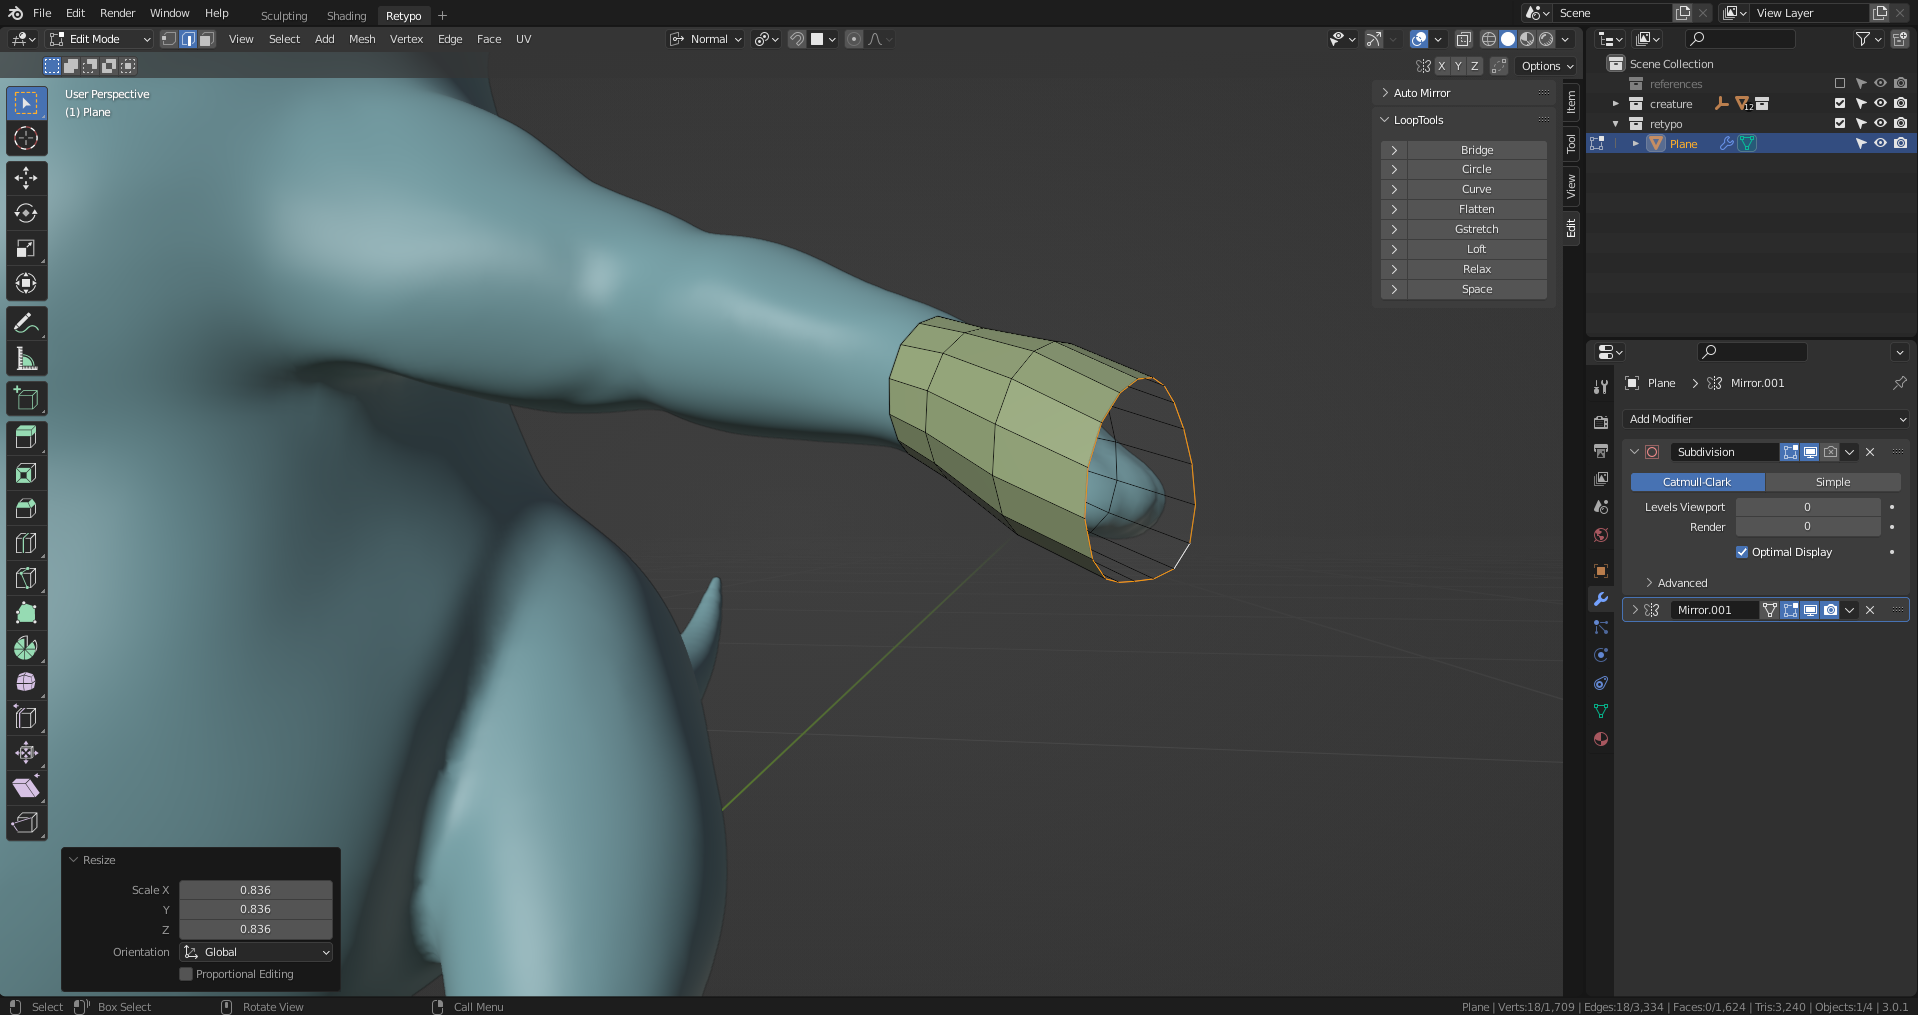 File Edit Render Window Help Sculpting Shading Retypo Scene View Layer
Edit Mode View Select Add Mesh Vertex Edge Face UV Normal
X Y Z Options
User Perspective
(1) Plane
Auto Mirror
LoopTools
Bridge
Circle
Curve
Flatten
Gstretch
Loft
Relax
Space
Item
Tool
View
Edit
Scene Collection
references
creature 12
retypo
Plane
Plane Mirror.001
Add Modifier
Subdivision
Catmull-Clark Simple
Levels Viewport 0
Render 0
Optimal Display
Advanced
Mirror.001
Resize
Scale X 0.836
Y 0.836
Z 0.836
Orientation Global
Proportional Editing
Select Box Select Rotate View Call Menu Plane | Verts:18/1,709 | Edges:18/3,334 | Faces:0/1,624 | Tris:3,240 | Objects:1/4 | 3.0.1